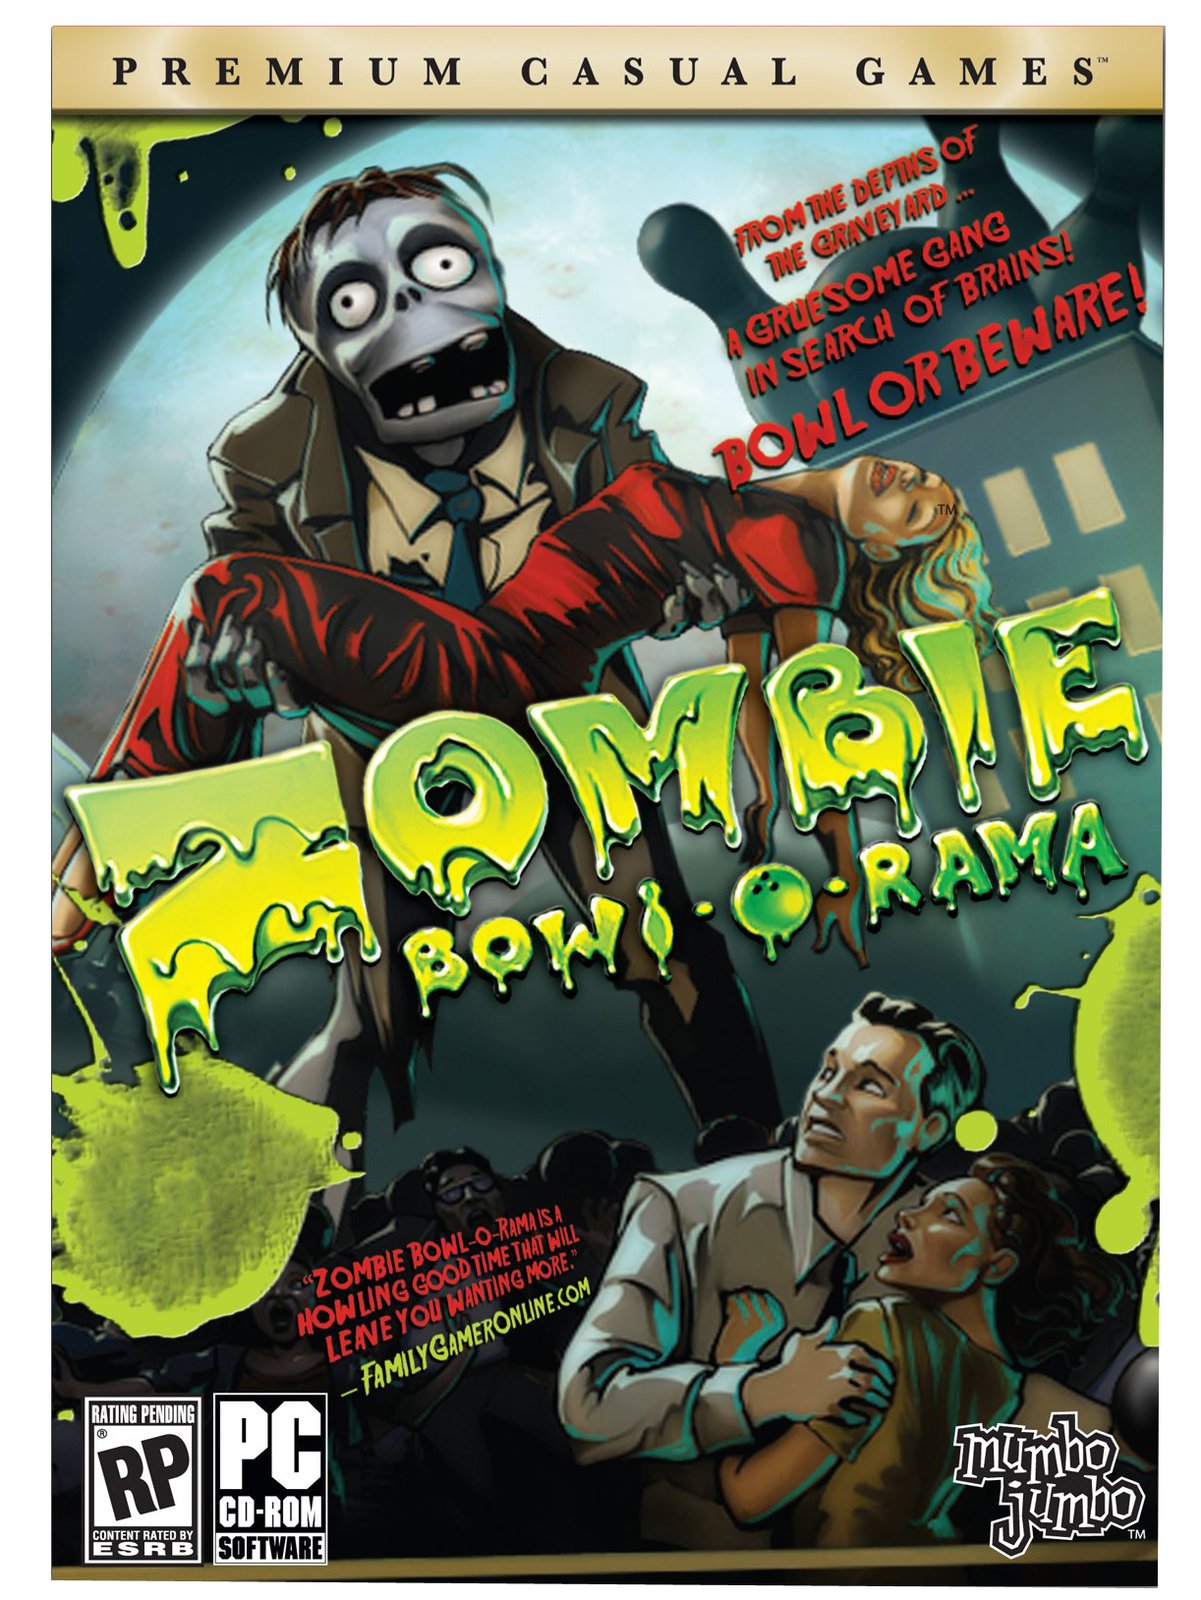 PREMIUM CASUAL GAMES™
FROM THE DEPTHS OF
THE GRAVEYARD ...
A GRUESOME GANG
IN SEARCH OF BRAINS!
BOWL OR BEWARE!
™
ZOMBIE
BOWL-O-RAMA
"ZOMBIE BOWL-O-RAMA IS A
HOWLING GOOD TIME THAT WILL
LEAVE YOU WANTING MORE."
—FAMILYGAMERONLINE.COM
RATING PENDING
RP®
CONTENT RATED BY
ESRB
PC
CD-ROM
SOFTWARE
mumbo
jumbo™